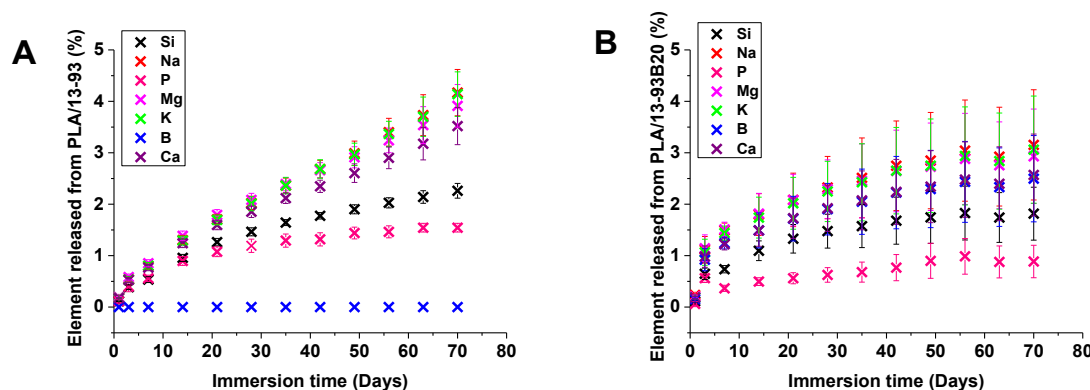 A
Element released from PLA/13-93 (%)
Si
Na
P
Mg
K
B
Ca
5
4
3
2
1
0
0 10 20 30 40 50 60 70 80
Immersion time (Days)
B
Element released from PLA/13-93B20 (%)
Si
Na
P
Mg
K
B
Ca
5
4
3
2
1
0
0 10 20 30 40 50 60 70 80
Immersion time (Days)